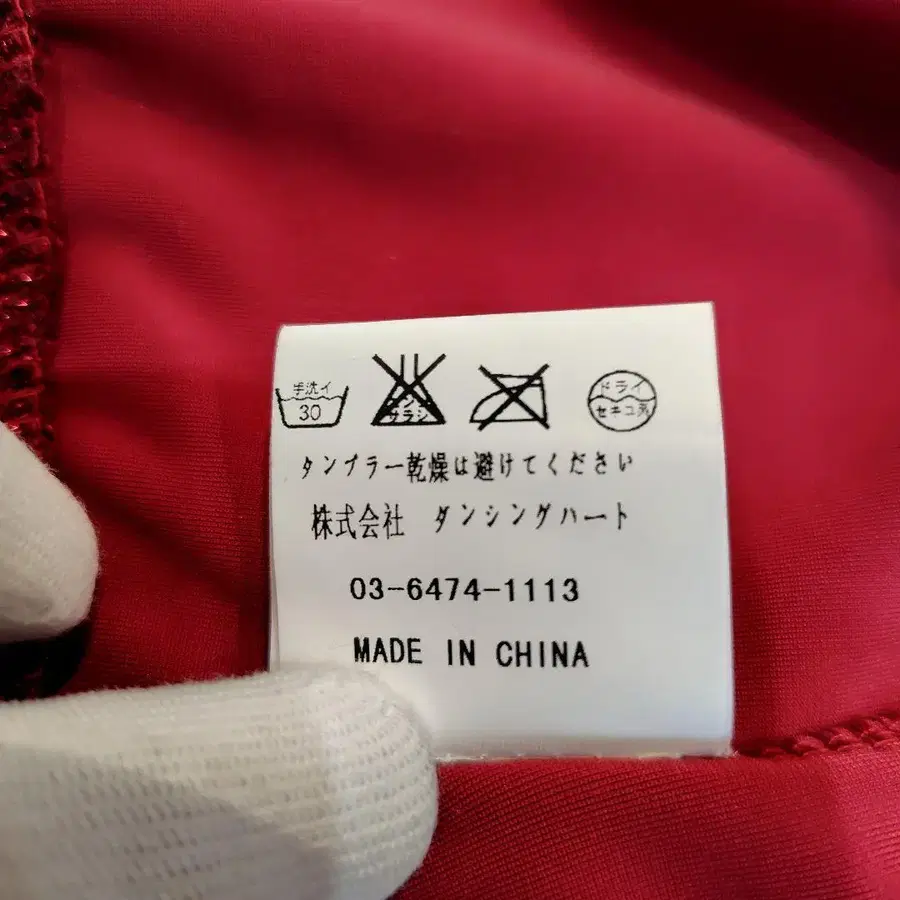 手洗イ
30
エンソ
サラシ
ドライ
セキユ系
タンブラー乾燥は避けてください
株式会社 ダンシングハート
03-6474-1113
MADE IN CHINA